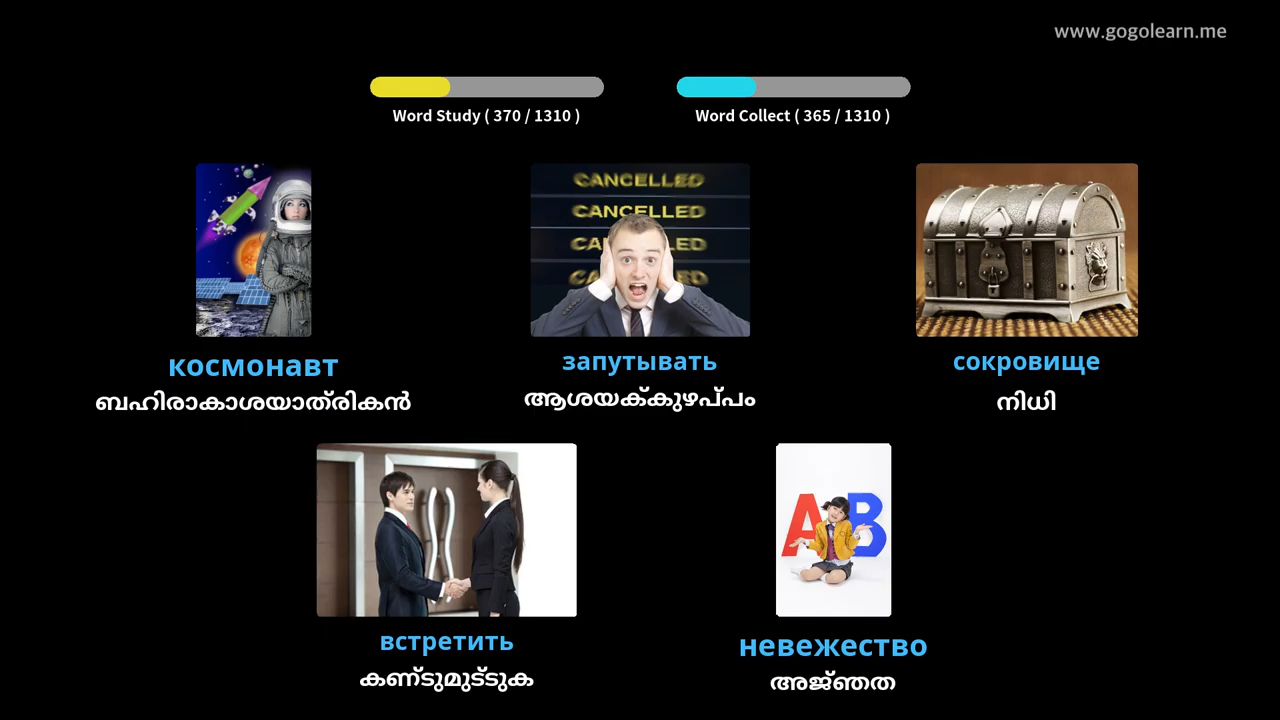 www.gogolearn.me
Word Study ( 370 / 1310 )
Word Collect ( 365 / 1310 )
CANCELLED
CANCELLED
космонавт
запутывать
сокровище
ബഹിരാകാശയാത്രികൻ
ആശയക്കുഴപ്പം
നിധി
A B
встретить
невежество
കണ്ടുമുട്ടുക
അജ്ഞത